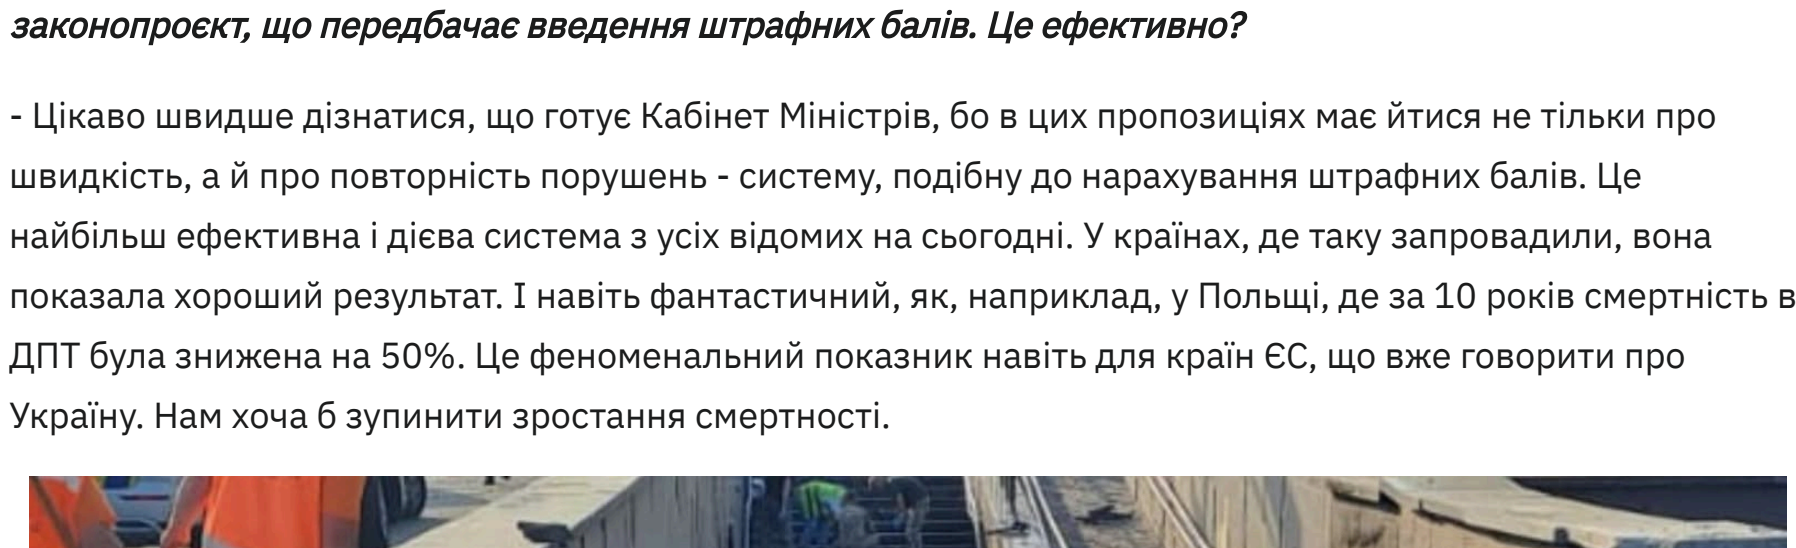 законопроєкт, що передбачає введення штрафних балів. Це ефективно?
- Цікаво швидше дізнатися, що готує Кабінет Міністрів, бо в цих пропозиціях має йтися не тільки про
швидкість, а й про повторність порушень - систему, подібну до нарахування штрафних балів. Це
найбільш ефективна і дієва система з усіх відомих на сьогодні. У країнах, де таку запровадили, вона
показала хороший результат. І навіть фантастичний, як, наприклад, у Польщі, де за 10 років смертність в
ДПТ була знижена на 50%. Це феноменальний показник навіть для країн ЄС, що вже говорити про
Україну. Нам хоча б зупинити зростання смертності.